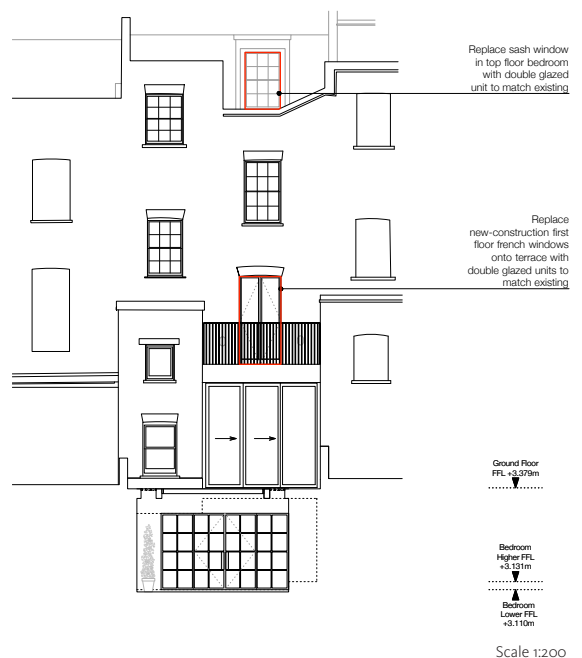 Replace sash window
in top floor bedroom
with double glazed
unit to match existing
Replace
new-construction first
floor french windows
onto terrace with
double glazed units to
match existing
Ground Floor
FFL +3.379m
Bedroom
Higher FFL
+3.131m
Bedroom
Lower FFL
+3.110m
Scale 1:200